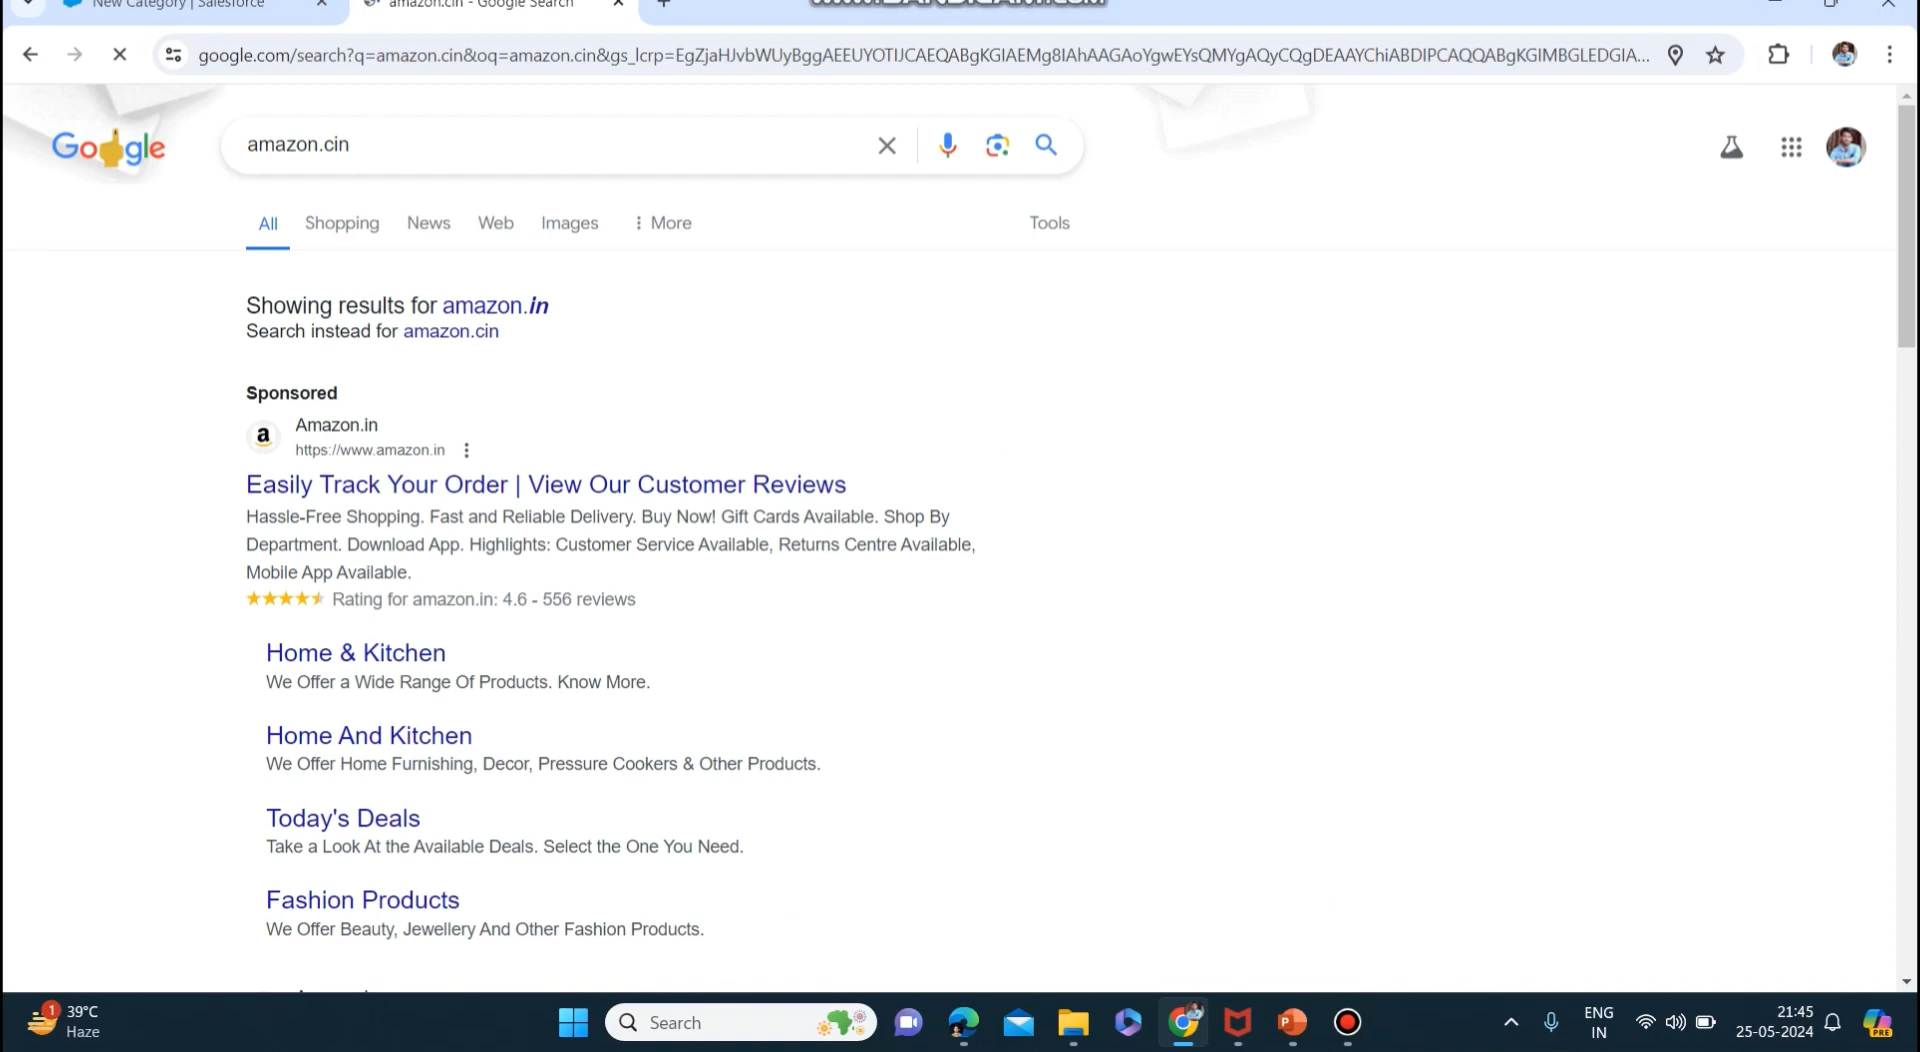 New Category | Salesforce
amazon.cin - Google Search
www.BANDICAM.com
google.com/search?q=amazon.cin&oq=amazon.cin&gs_lcrp=EgZjaHJvbWUyBggAEEUYOTIJCAEQABgKGIAEMg8IAhAAGAoYgwEYsQMYgAQyCQgDEAAYChiABDIPCAQQABgKGIMBGLEDGIA...
Google
amazon.cin
All Shopping News Web Images More Tools
Showing results for amazon.in
Search instead for amazon.cin
Sponsored
a
Amazon.in
https://www.amazon.in
Easily Track Your Order | View Our Customer Reviews
Hassle-Free Shopping. Fast and Reliable Delivery. Buy Now! Gift Cards Available. Shop By
Department. Download App. Highlights: Customer Service Available, Returns Centre Available,
Mobile App Available.
Rating for amazon.in: 4.6 - 556 reviews
Home & Kitchen
We Offer a Wide Range Of Products. Know More.
Home And Kitchen
We Offer Home Furnishing, Decor, Pressure Cookers & Other Products.
Today's Deals
Take a Look At the Available Deals. Select the One You Need.
Fashion Products
We Offer Beauty, Jewellery And Other Fashion Products.
1
39°C
Haze
Search
ENG
IN
21:45
25-05-2024
PRE